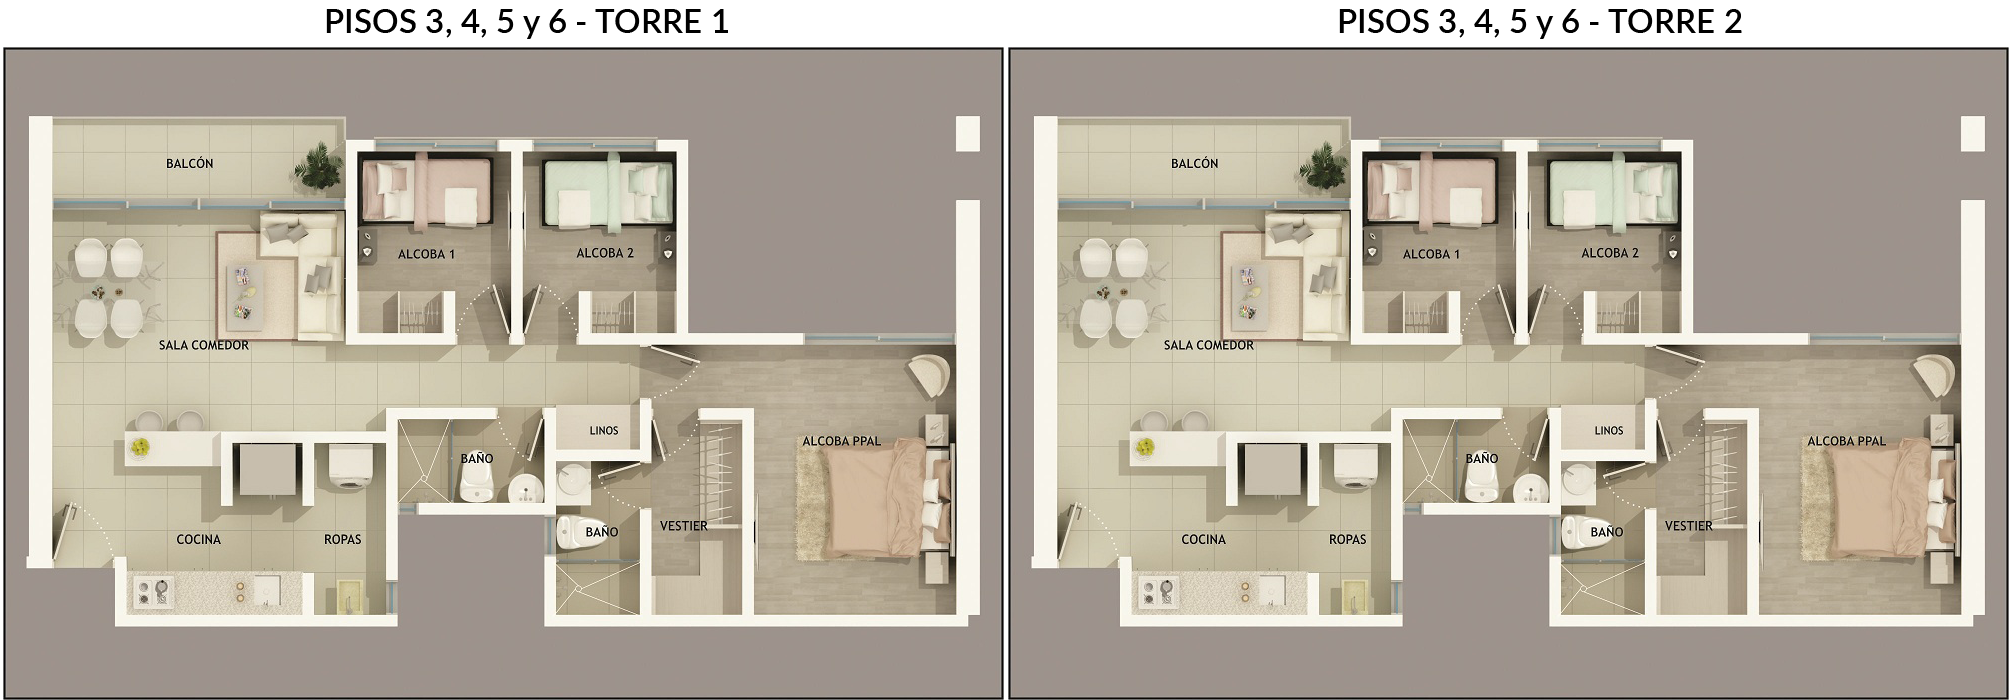 PISOS 3, 4, 5 y 6 - TORRE 1
BALCÓN
ALCOBA 1
ALCOBA 2
SALA COMEDOR
LINOS
ALCOBA PPAL
BAÑO
VESTIER
BAÑO
COCINA
ROPAS
PISOS 3, 4, 5 y 6 - TORRE 2
BALCÓN
ALCOBA 1
ALCOBA 2
SALA COMEDOR
LINOS
ALCOBA PPAL
BAÑO
VESTIER
BAÑO
COCINA
ROPAS